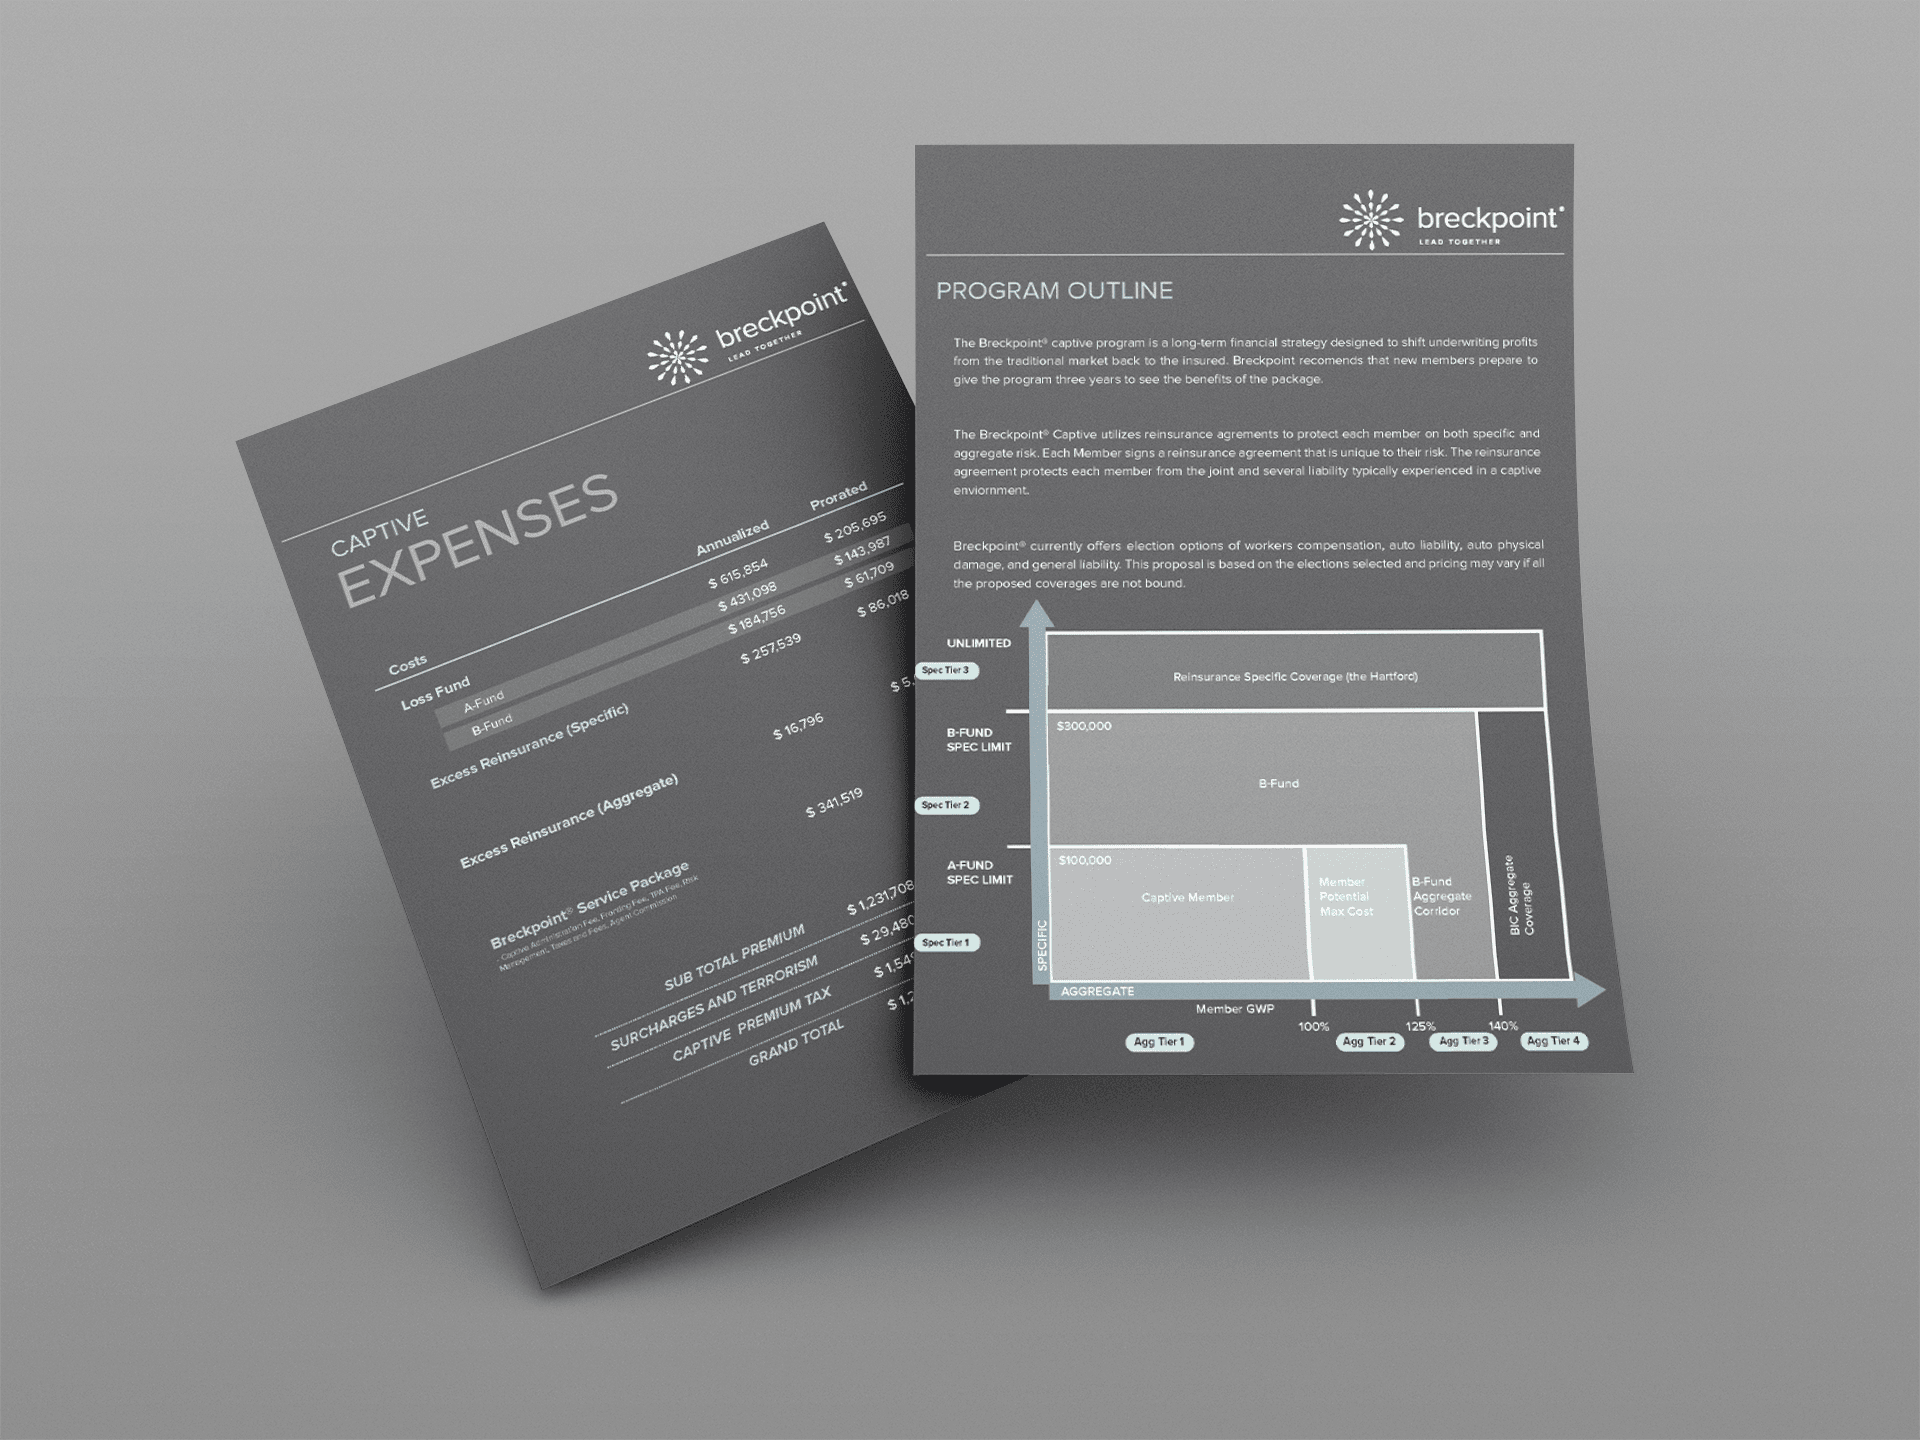 breckpoint®
LEAD TOGETHER
CAPTIVE
EXPENSES
Costs Annualized Prorated
Loss Fund $ 615,854 $ 205,695
A-Fund $ 431,098 $ 143,987
B-Fund $ 184,756 $ 61,709
Excess Reinsurance (Specific) $ 257,539 $ 86,018
Excess Reinsurance (Aggregate) $ 16,796 $ 5,
Breckpoint® Service Package $ 341,519
- Captive Administration Fee, Fronting Fee, TPA Fee, Risk
Management, Taxes and Fees, Agent Commission
SUB TOTAL PREMIUM $ 1,231,708
SURCHARGES AND TERRORISM $ 29,480
CAPTIVE PREMIUM TAX $ 1,549
GRAND TOTAL $ 1,2
breckpoint®
LEAD TOGETHER
PROGRAM OUTLINE
The Breckpoint® captive program is a long-term financial strategy designed to shift underwriting profits
from the traditional market back to the insured. Breckpoint recomends that new members prepare to
give the program three years to see the benefits of the package.
The Breckpoint® Captive utilizes reinsurance agrements to protect each member on both specific and
aggregate risk. Each Member signs a reinsurance agreement that is unique to their risk. The reinsurance
agreement protects each member from the joint and several liability typically experienced in a captive
enviornment.
Breckpoint® currently offers election options of workers compensation, auto liability, auto physical
damage, and general liability. This proposal is based on the elections selected and pricing may vary if all
the proposed coverages are not bound.
UNLIMITED
Spec Tier 3
Reinsurance Specific Coverage (the Hartford)
$300,000
B-FUND
SPEC LIMIT
B-Fund
Spec Tier 2
$100,000
A-FUND
SPEC LIMIT
Captive Member
Member
Potential
Max Cost
B-Fund
Aggregate
Corridor
BIC Aggregate
Coverage
Spec Tier 1
SPECIFIC
AGGREGATE
Member GWP
100% 125% 140%
Agg Tier 1 Agg Tier 2 Agg Tier 3 Agg Tier 4